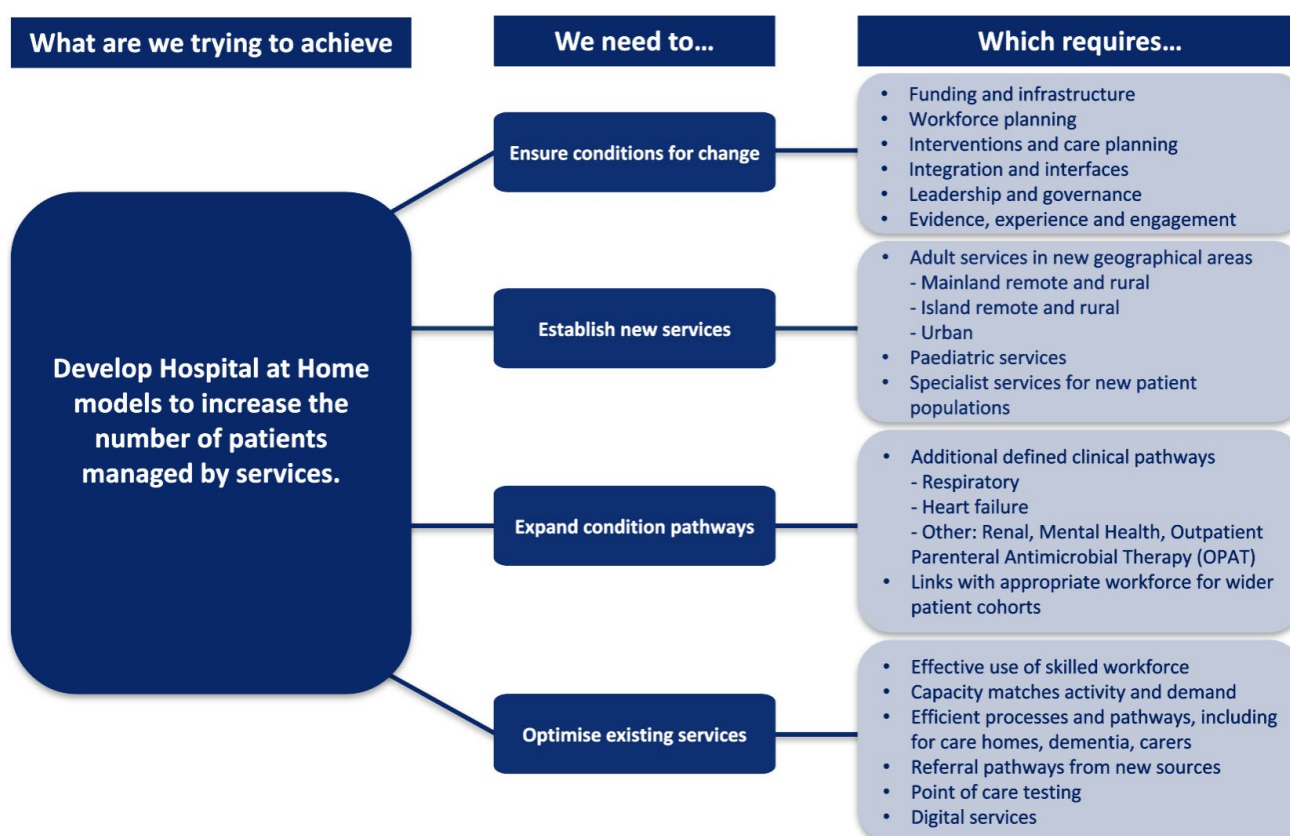 What are we trying to achieve
We need to...
Which requires...
Develop Hospital at Home
models to increase the
number of patients
managed by services.
Ensure conditions for change
• Funding and infrastructure
• Workforce planning
• Interventions and care planning
• Integration and interfaces
• Leadership and governance
• Evidence, experience and engagement
Establish new services
• Adult services in new geographical areas
- Mainland remote and rural
- Island remote and rural
- Urban
• Paediatric services
• Specialist services for new patient
populations
Expand condition pathways
• Additional defined clinical pathways
- Respiratory
- Heart failure
- Other: Renal, Mental Health, Outpatient
Parenteral Antimicrobial Therapy (OPAT)
• Links with appropriate workforce for wider
patient cohorts
Optimise existing services
• Effective use of skilled workforce
• Capacity matches activity and demand
• Efficient processes and pathways, including
for care homes, dementia, carers
• Referral pathways from new sources
• Point of care testing
• Digital services